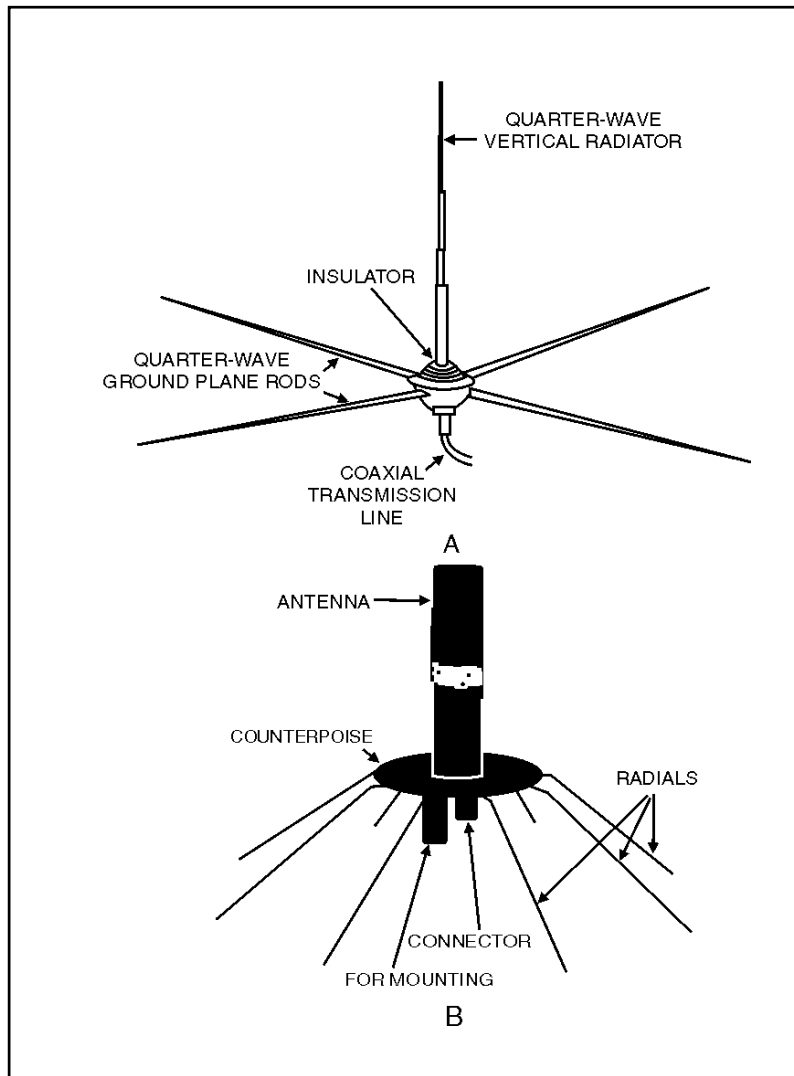 QUARTER-WAVE
VERTICAL RADIATOR
INSULATOR
QUARTER-WAVE
GROUND PLANE RODS
COAXIAL
TRANSMISSION
LINE
A
ANTENNA
COUNTERPOISE
RADIALS
CONNECTOR
FOR MOUNTING
B